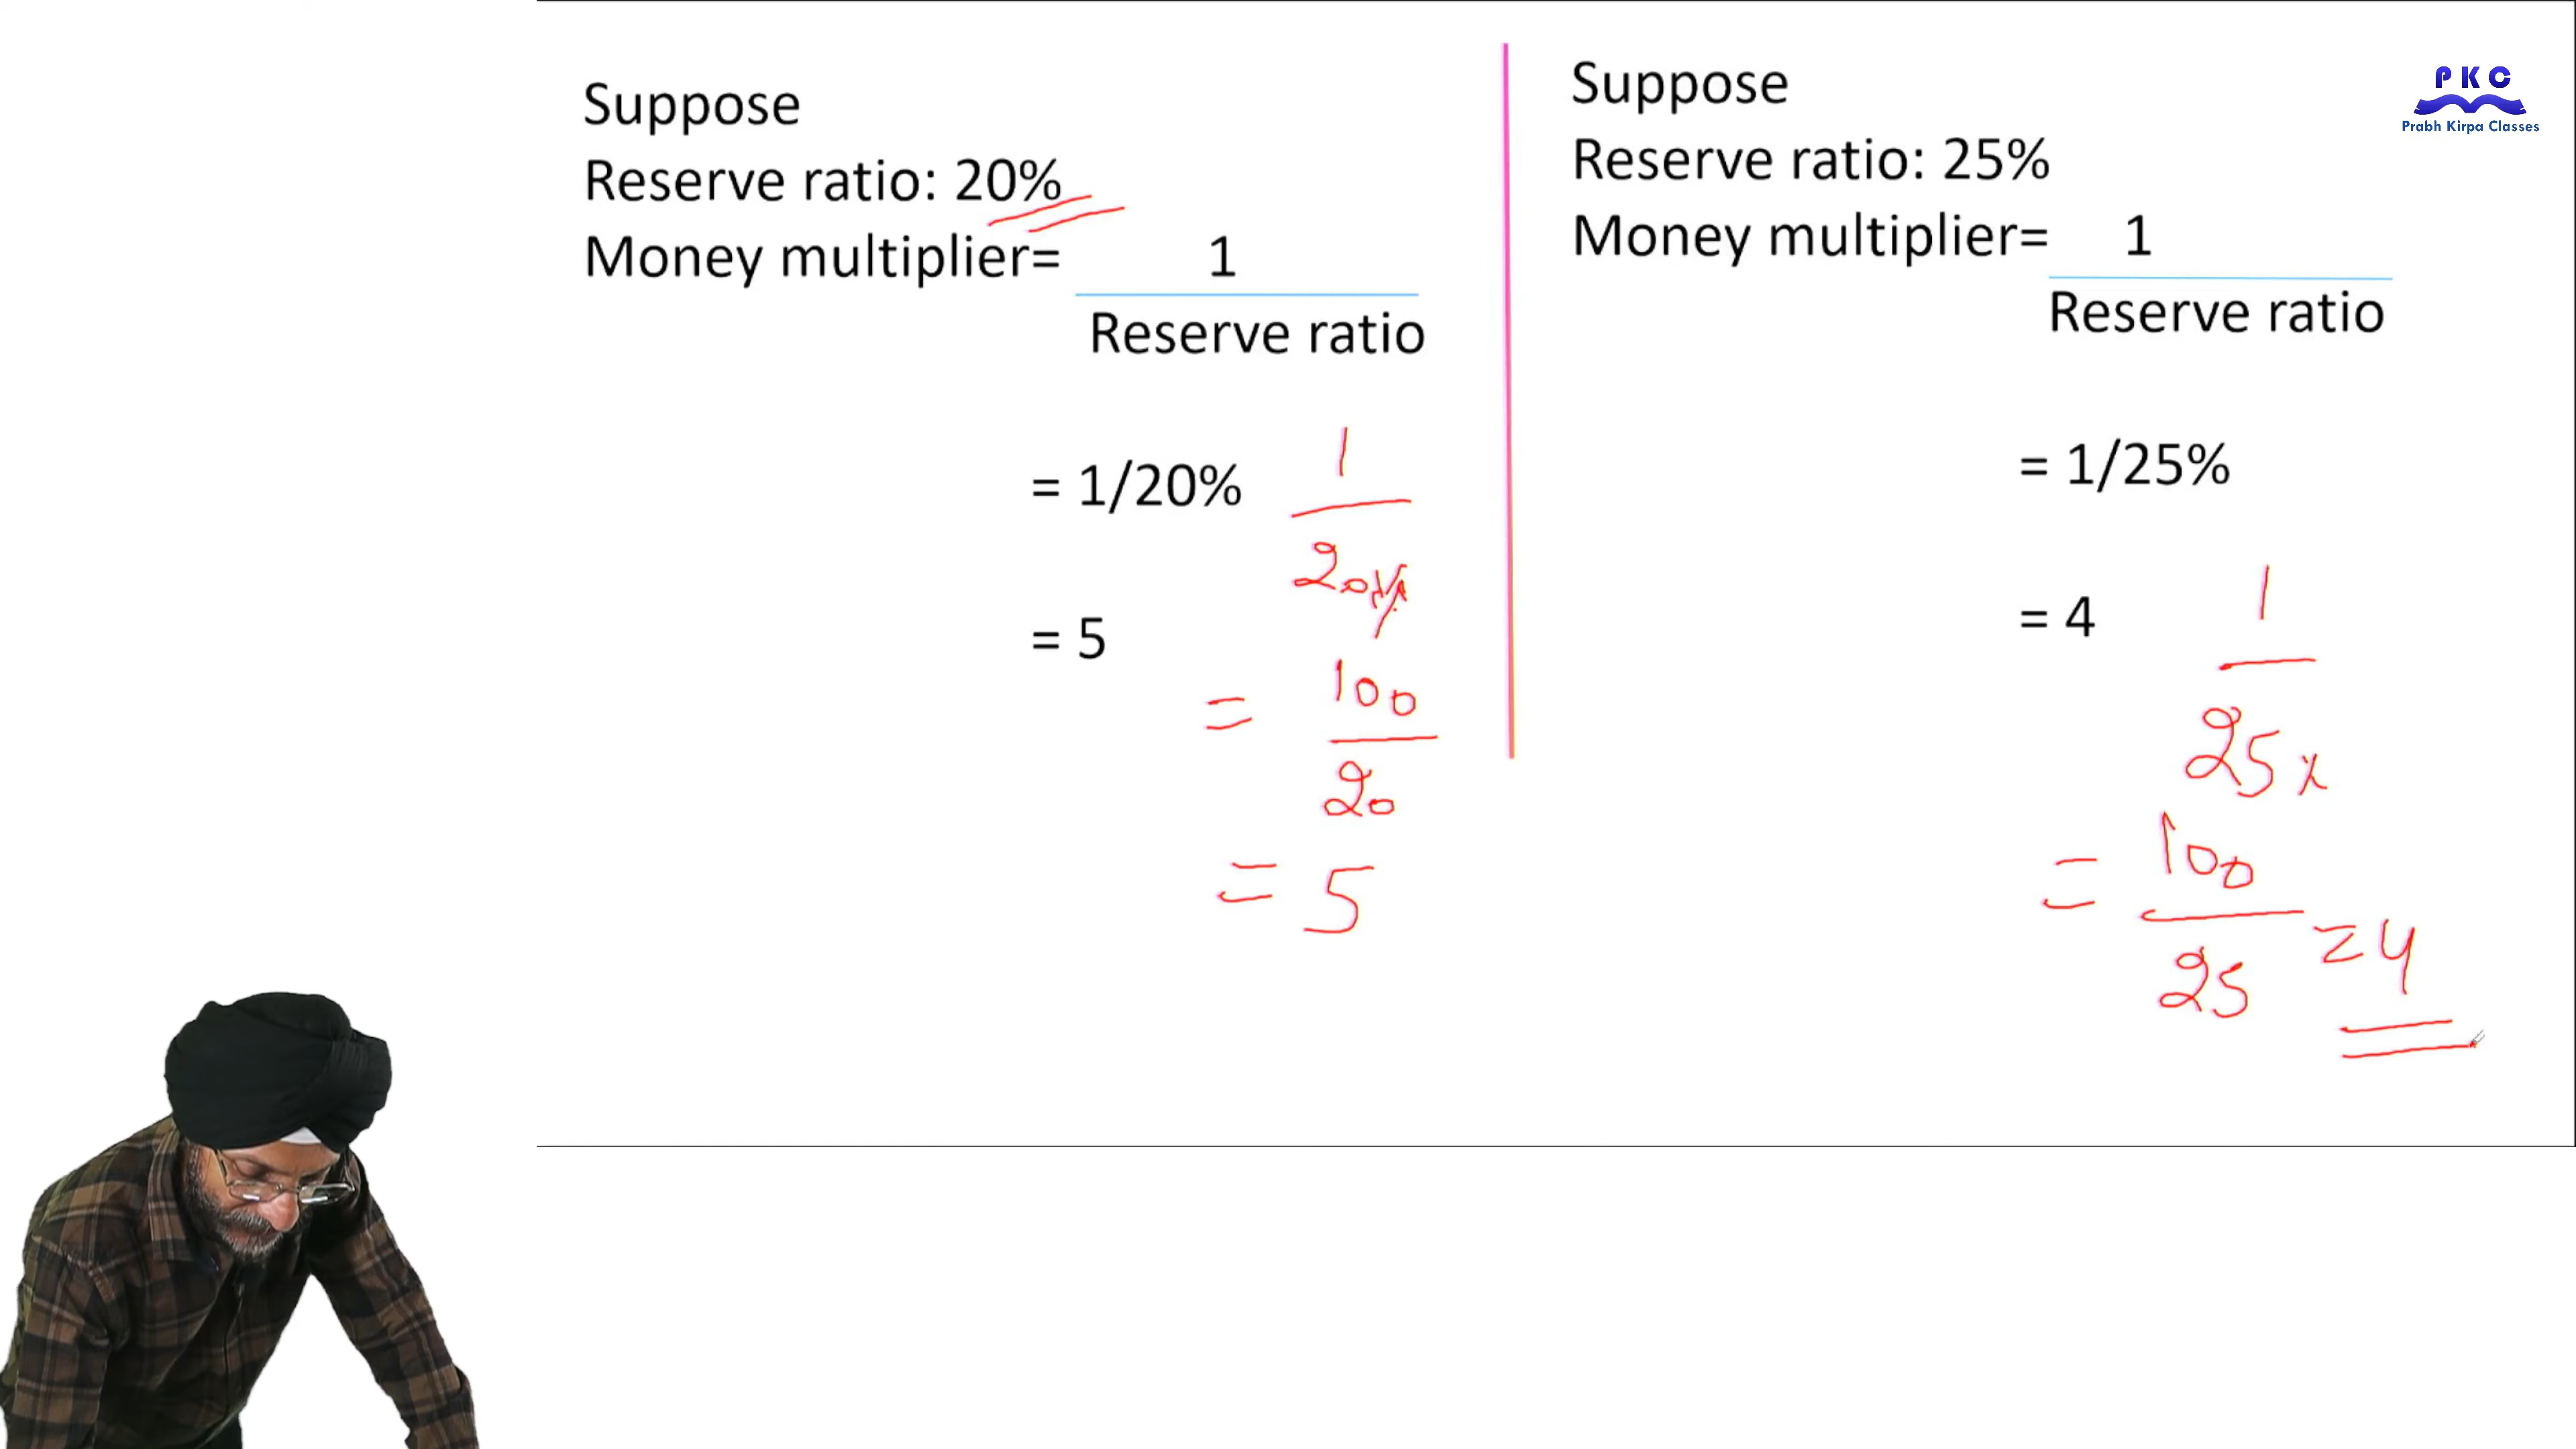 Suppose
Reserve ratio: 20%
Money multiplier= 1
Reserve ratio
= 1/20%
= 5
1
20%
= 100
20
= 5
Suppose
Reserve ratio: 25%
Money multiplier= 1
Reserve ratio
= 1/25%
= 4
1
25
= 100
25
= 4
PKC
Prabh Kirpa Classes